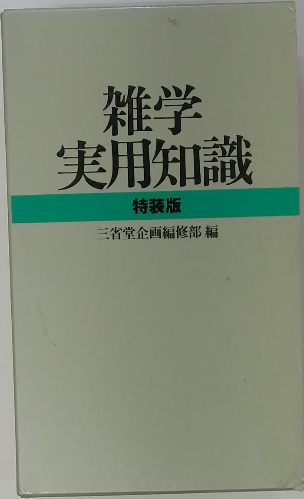 雑学
実用知識
特装版
三省堂企画編修部 編